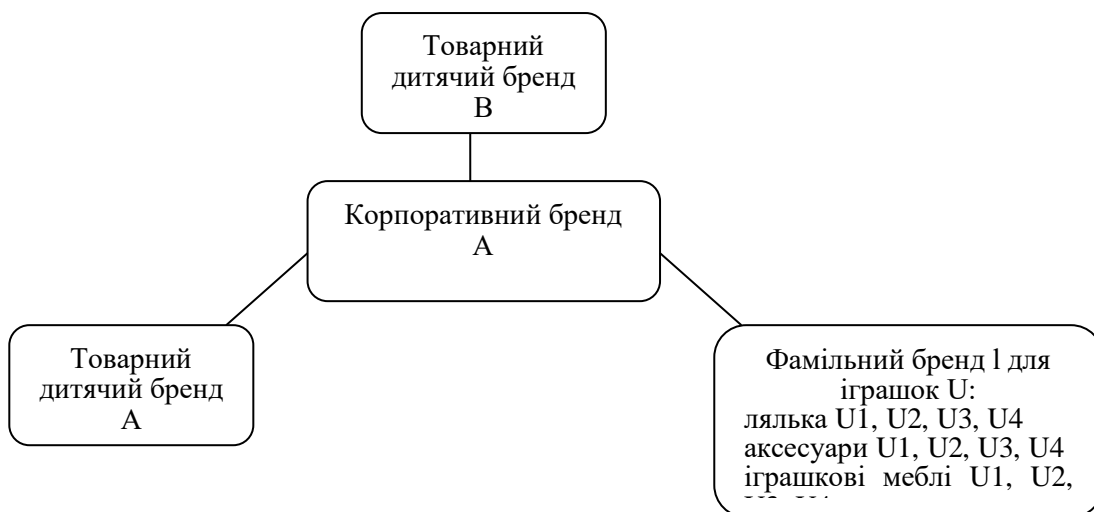 Товарний
дитячий бренд
В
Корпоративний бренд
А
Товарний
дитячий бренд
А
Фамільний бренд l для
іграшок U:
лялька U1, U2, U3, U4
аксесуари U1, U2, U3, U4
іграшкові меблі U1, U2,